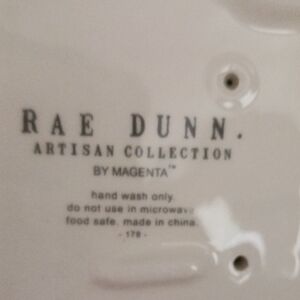 RAE DUNN.
ARTISAN COLLECTION
BY MAGENTA™
hand wash only.
do not use in microwave
food safe. made in china.
- 178 -